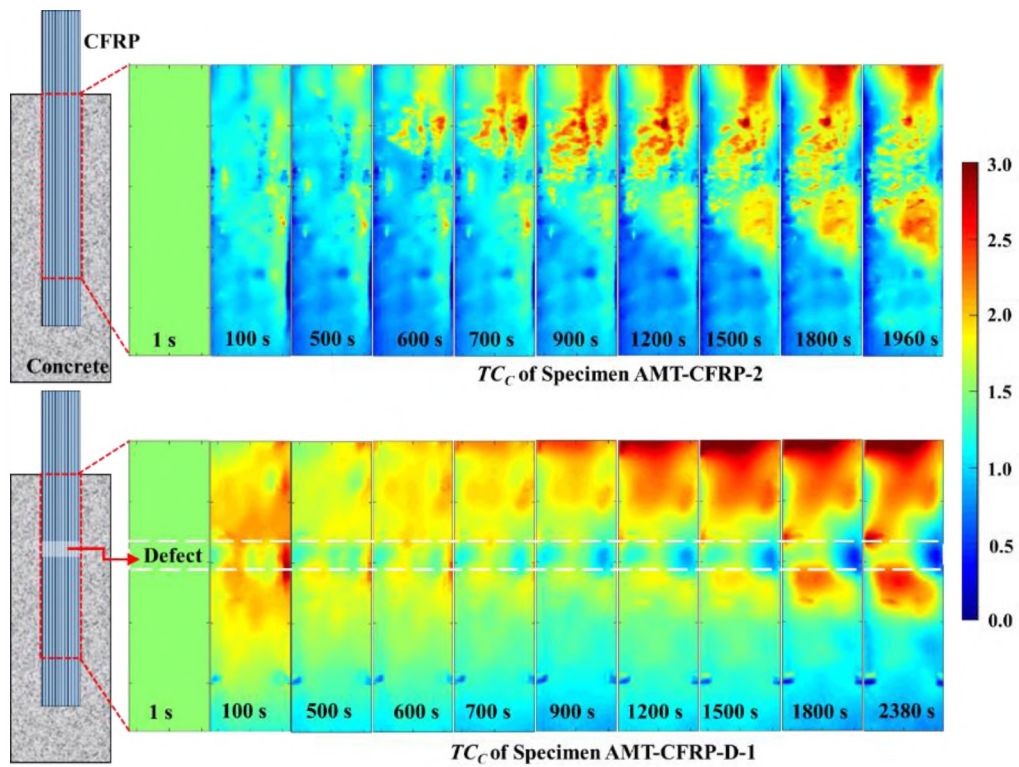 CFRP
Concrete
1 s 100 s 500 s 600 s 700 s 900 s 1200 s 1500 s 1800 s 1960 s
TC_C of Specimen AMT-CFRP-2
3.0
2.5
2.0
1.5
1.0
0.5
0.0
Defect
1 s 100 s 500 s 600 s 700 s 900 s 1200 s 1500 s 1800 s 2380 s
TC_C of Specimen AMT-CFRP-D-1